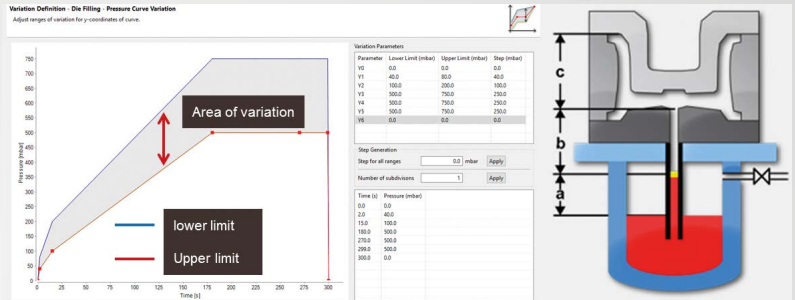 Variation Definition - Die Filling - Pressure Curve Variation
Adjust ranges of variation for y-coordinates of curve.
750
700
650
600
550
500
450
400
350
300
250
200
150
100
50
0
Pressure [mbar]
0 25 50 75 100 125 150 175 200 225 250 275 300
Time [s]
Area of variation
lower limit
Upper limit
Variation Parameters
Parameter Lower Limit (mbar) Upper Limit (mbar) Step (mbar)
Y0 0.0 0.0 0.0
Y1 40.0 80.0 40.0
Y2 100.0 200.0 100.0
Y3 500.0 750.0 250.0
Y4 500.0 750.0 250.0
Y5 500.0 750.0 250.0
Y6 0.0 0.0 0.0
Step Generation
Step for all ranges 0.0 mbar Apply
Number of subdivisons 1 Apply
Time (s) Pressure (mbar)
0.0 0.0
2.0 40.0
15.0 100.0
180.0 500.0
270.0 500.0
299.0 500.0
300.0 0.0
c
b
a